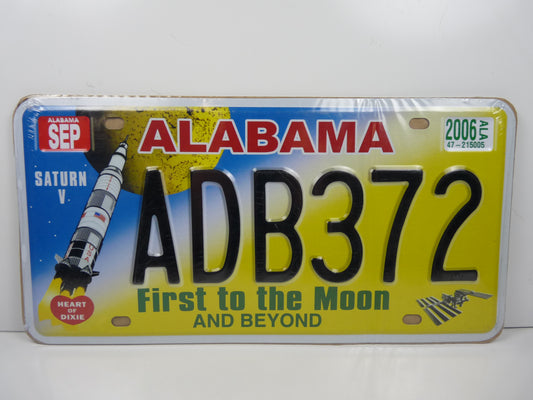 ALABAMA
SEP
ALABAMA
2006 ALA
47-215005
SATURN
V
ADB372
HEART
OF
DIXIE
First to the Moon
AND BEYOND